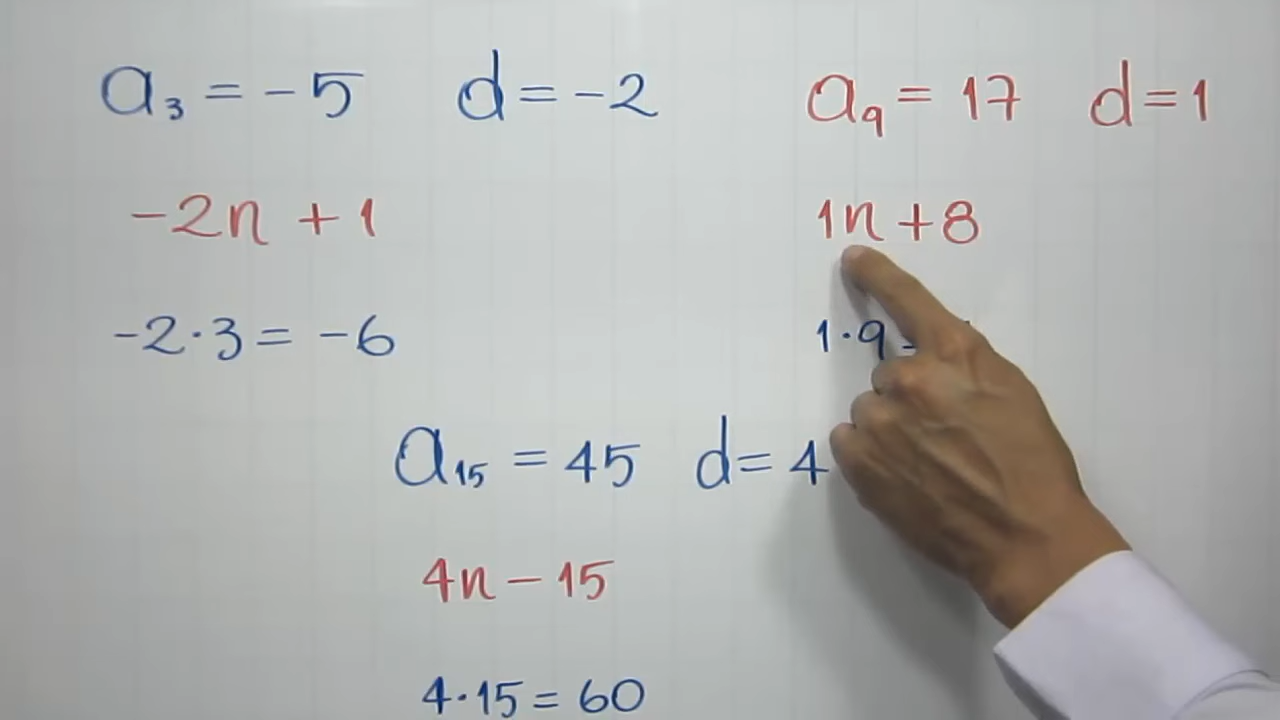 a₃ = -5 d = -2
-2n + 1
-2·3 = -6
a₉ = 17 d = 1
1n + 8
1·9 =
a₁₅ = 45 d = 4
4n - 15
4·15 = 60